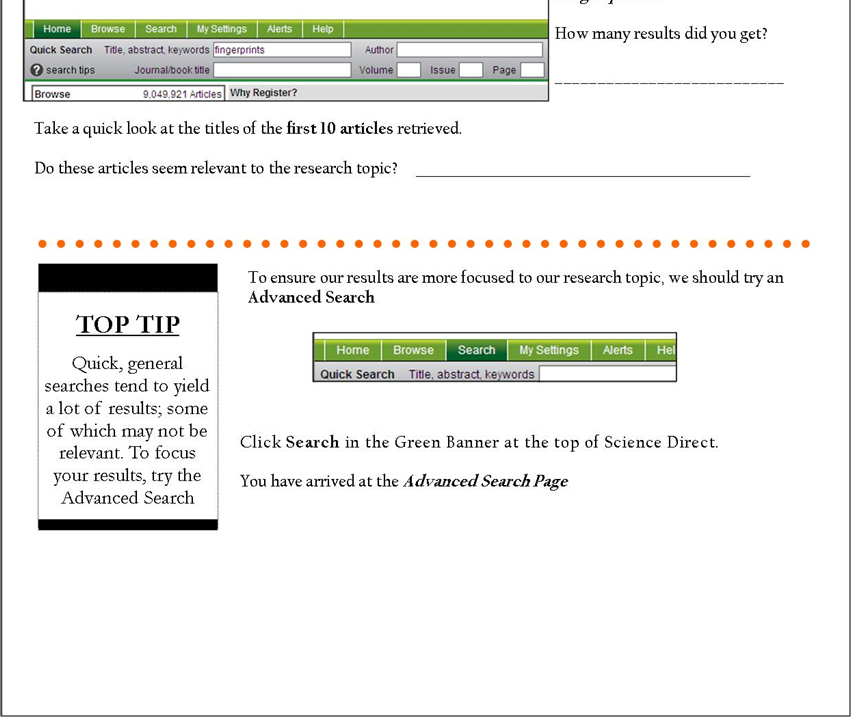 Home Browse Search My Settings Alerts Help
Quick Search Title, abstract, keywords fingerprints Author
? search tips Journal/book title Volume Issue Page
Browse 9,049,921 Articles Why Register?
How many results did you get?
___________________________
Take a quick look at the titles of the first 10 articles retrieved.
Do these articles seem relevant to the research topic? ___________________________________
TOP TIP
Quick, general
searches tend to yield
a lot of results; some
of which may not be
relevant. To focus
your results, try the
Advanced Search
To ensure our results are more focused to our research topic, we should try an
Advanced Search
Home Browse Search My Settings Alerts Hel
Quick Search Title, abstract, keywords
Click Search in the Green Banner at the top of Science Direct.
You have arrived at the Advanced Search Page